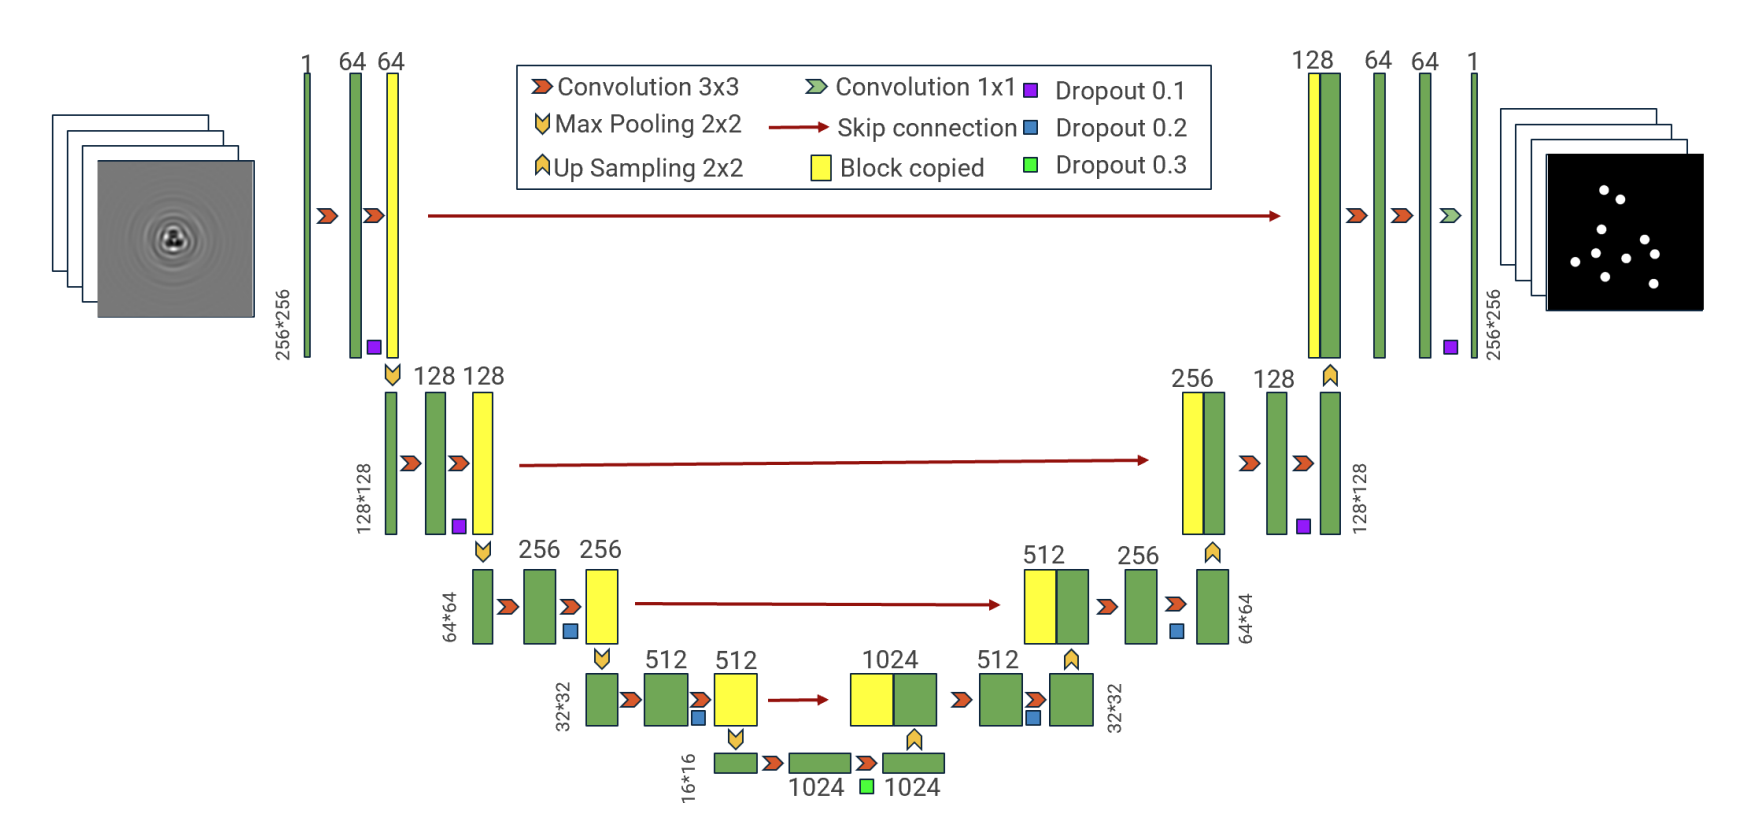 1 64 64
128 64 64 1
Convolution 3x3
Convolution 1x1
Dropout 0.1
Max Pooling 2x2
Skip connection
Dropout 0.2
Up Sampling 2x2
Block copied
Dropout 0.3
256*256
256*256
128 128
256 128
128*128
128*128
256 256
512 256
64*64
64*64
512 512
1024 512
32*32
32*32
16*16
1024 1024